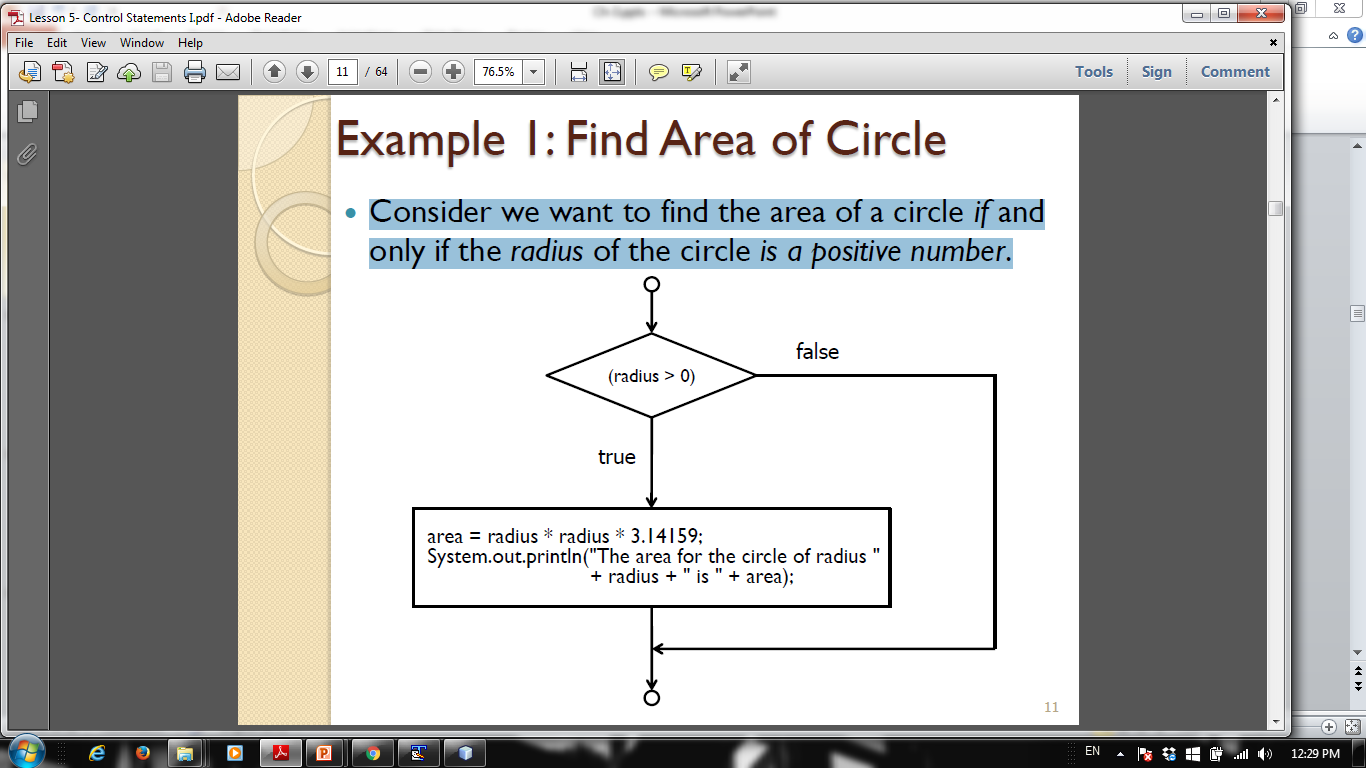 Lesson 5- Control Statements I.pdf - Adobe Reader
File Edit View Window Help
11 / 64 76.5% Tools Sign Comment
Example 1: Find Area of Circle
Consider we want to find the area of a circle if and
only if the radius of the circle is a positive number.
false
(radius > 0)
true
area = radius * radius * 3.14159;
System.out.println("The area for the circle of radius "
+ radius + " is " + area);
11
EN 12:29 PM